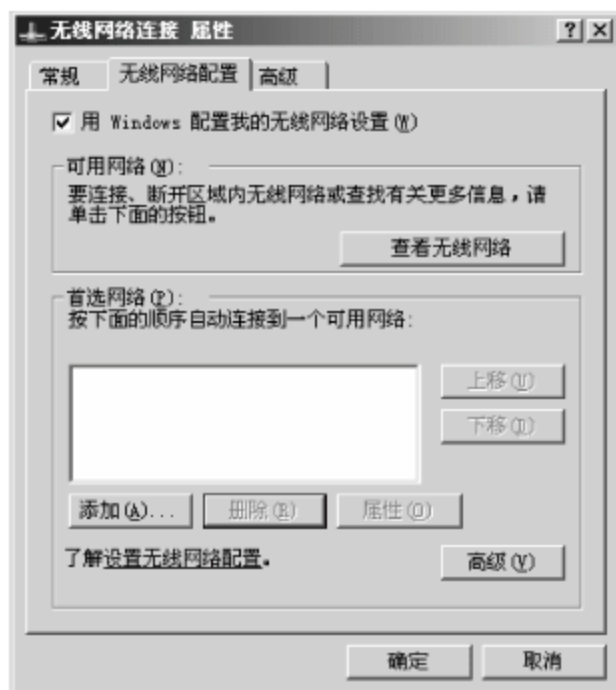 无线网络连接 属性
常规 无线网络配置 高级
用 Windows 配置我的无线网络设置(W)
可用网络(N):
要连接、断开区域内无线网络或查找有关更多信息，请
单击下面的按钮。
查看无线网络
首选网络(P):
按下面的顺序自动连接到一个可用网络:
上移(U)
下移(D)
添加(A)... 删除(R) 属性(O)
了解设置无线网络配置。
高级(V)
确定 取消